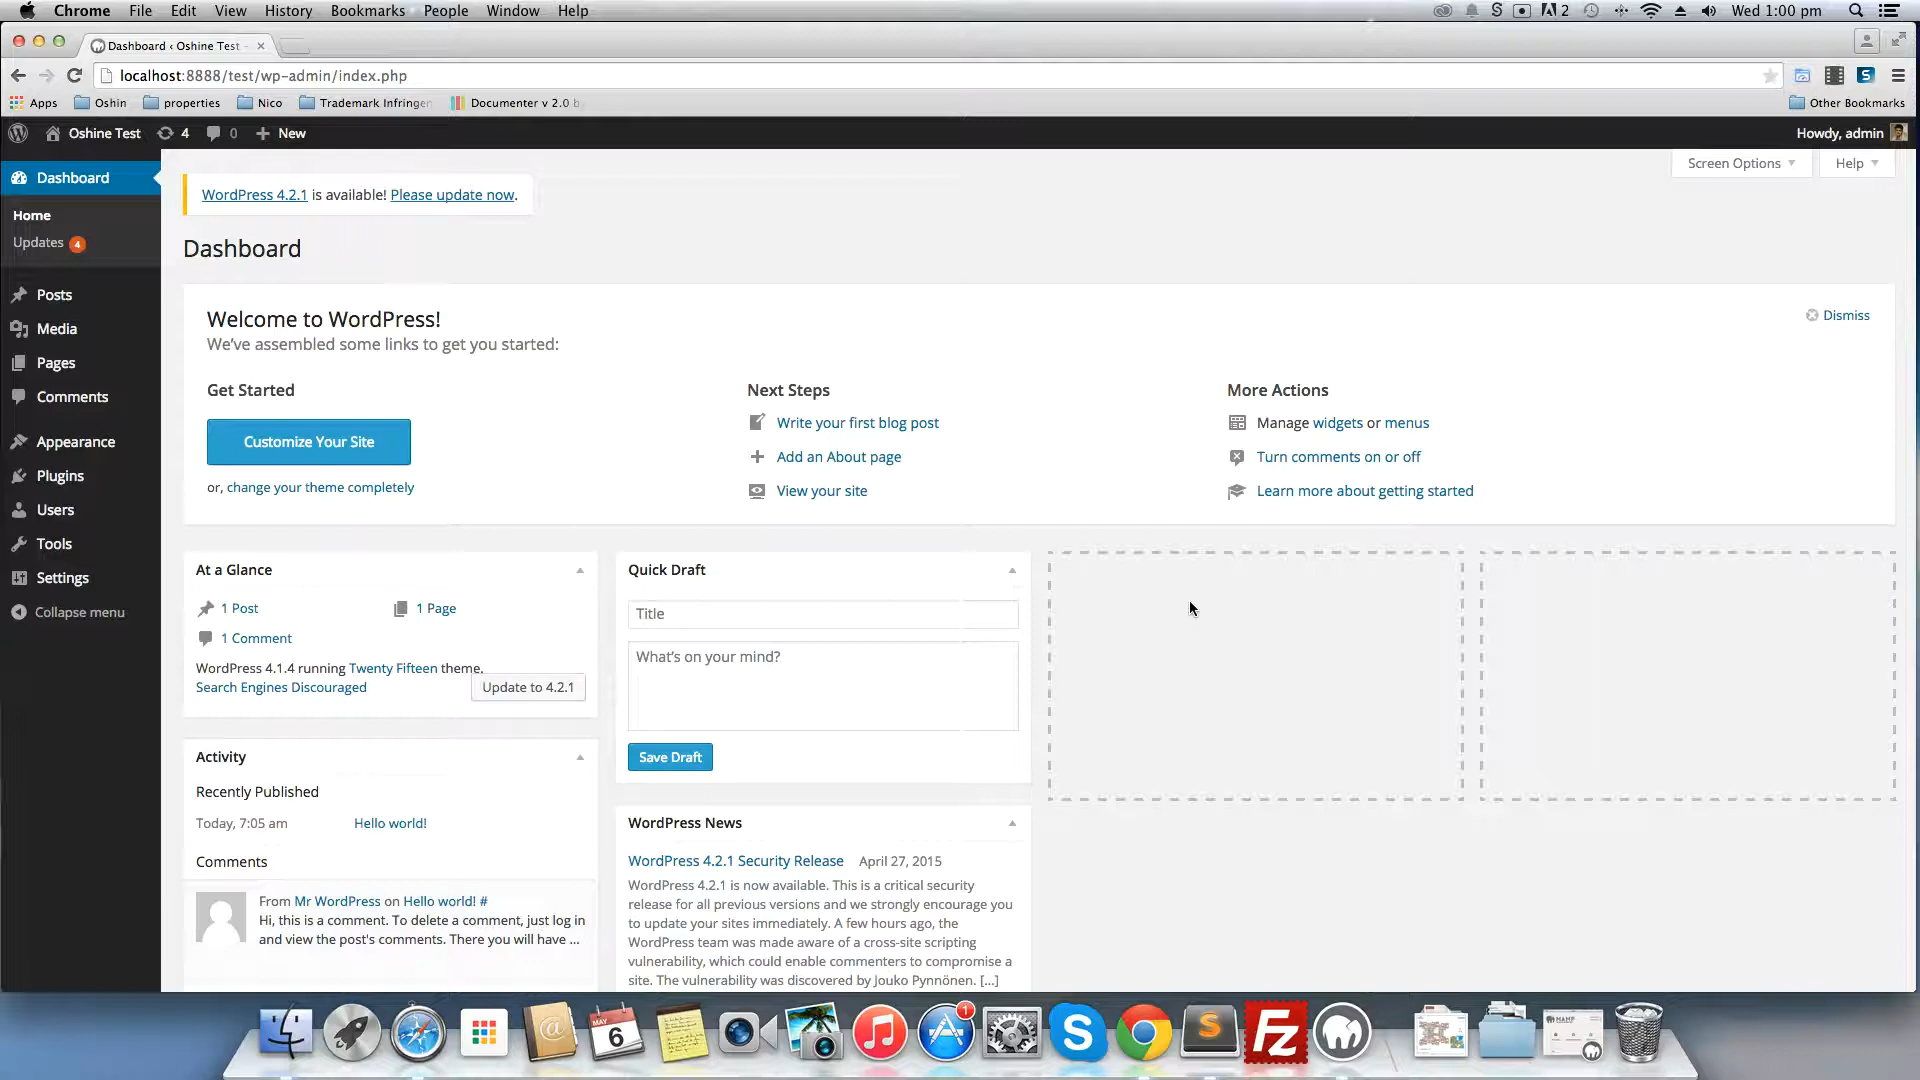 Chrome File Edit View History Bookmarks People Window Help
2 Wed 1:00 pm
Dashboard ‹ Oshine Test
localhost:8888/test/wp-admin/index.php
Apps Oshin properties Nico Trademark Infringe Documenter v 2.0 b Other Bookmarks
Oshine Test 4 0 New Howdy, admin
Screen Options Help
Dashboard
Home
Updates 4
Posts
Media
Pages
Comments
Appearance
Plugins
Users
Tools
Settings
Collapse menu
WordPress 4.2.1 is available! Please update now.
Dashboard
Welcome to WordPress!
Dismiss
We've assembled some links to get you started:
Get Started
Customize Your Site
or, change your theme completely
Next Steps
Write your first blog post
Add an About page
View your site
More Actions
Manage widgets or menus
Turn comments on or off
Learn more about getting started
At a Glance
1 Post 1 Page
1 Comment
WordPress 4.1.4 running Twenty Fifteen theme.
Search Engines Discouraged
Update to 4.2.1
Activity
Recently Published
Today, 7:05 am Hello world!
Comments
From Mr WordPress on Hello world! #
Hi, this is a comment. To delete a comment, just log in
and view the post's comments. There you will have ...
Quick Draft
Title
What's on your mind?
Save Draft
WordPress News
WordPress 4.2.1 Security Release April 27, 2015
WordPress 4.2.1 is now available. This is a critical security
release for all previous versions and we strongly encourage you
to update your sites immediately. A few hours ago, the
WordPress team was made aware of a cross-site scripting
vulnerability, which could enable commenters to compromise a
site. The vulnerability was discovered by Jouko Pynnönen. [...]
MAY
6
1